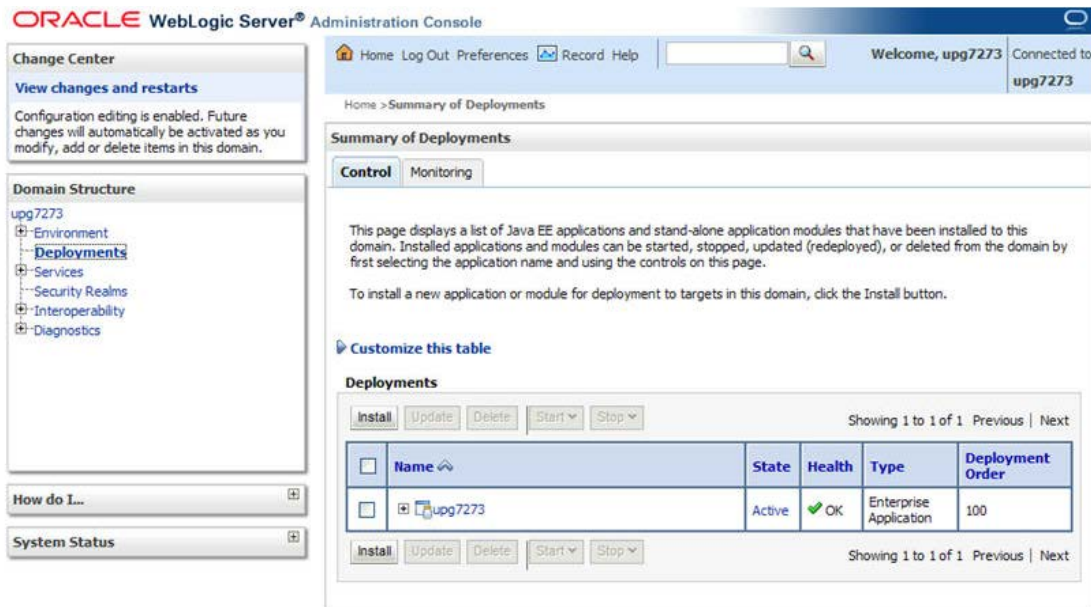 ORACLE WebLogic Server® Administration Console
Change Center
View changes and restarts
Configuration editing is enabled. Future
changes will automatically be activated as you
modify, add or delete items in this domain.
Domain Structure
upg7273
Environment
Deployments
Services
Security Realms
Interoperability
Diagnostics
How do I...
System Status
Home Log Out Preferences Record Help
Welcome, upg7273
Connected to
upg7273
Home >Summary of Deployments
Summary of Deployments
Control Monitoring
This page displays a list of Java EE applications and stand-alone application modules that have been installed to this
domain. Installed applications and modules can be started, stopped, updated (redeployed), or deleted from the domain by
first selecting the application name and using the controls on this page.
To install a new application or module for deployment to targets in this domain, click the Install button.
Customize this table
Deployments
Install Update Delete Start Stop Showing 1 to 1 of 1 Previous | Next
Name State Health Type Deployment
Order
upg7273 Active OK Enterprise
Application 100
Install Update Delete Start Stop Showing 1 to 1 of 1 Previous | Next